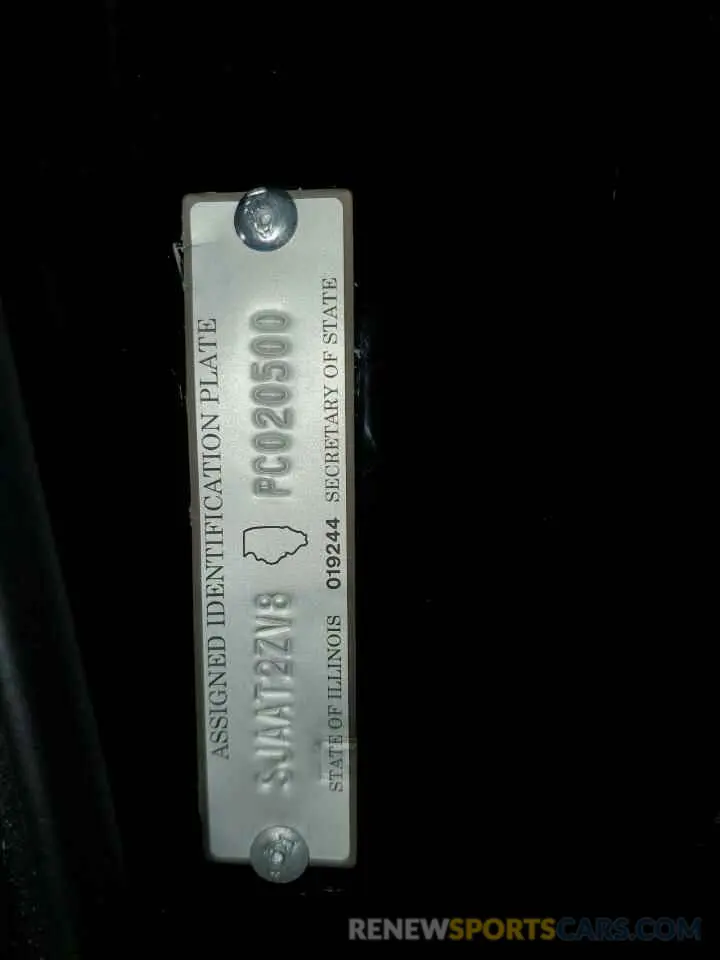 ASSIGNED IDENTIFICATION PLATE
SJAAT2ZV8 PC020500
STATE OF ILLINOIS 019244 SECRETARY OF STATE
RENEWSPORTSCARS.COM